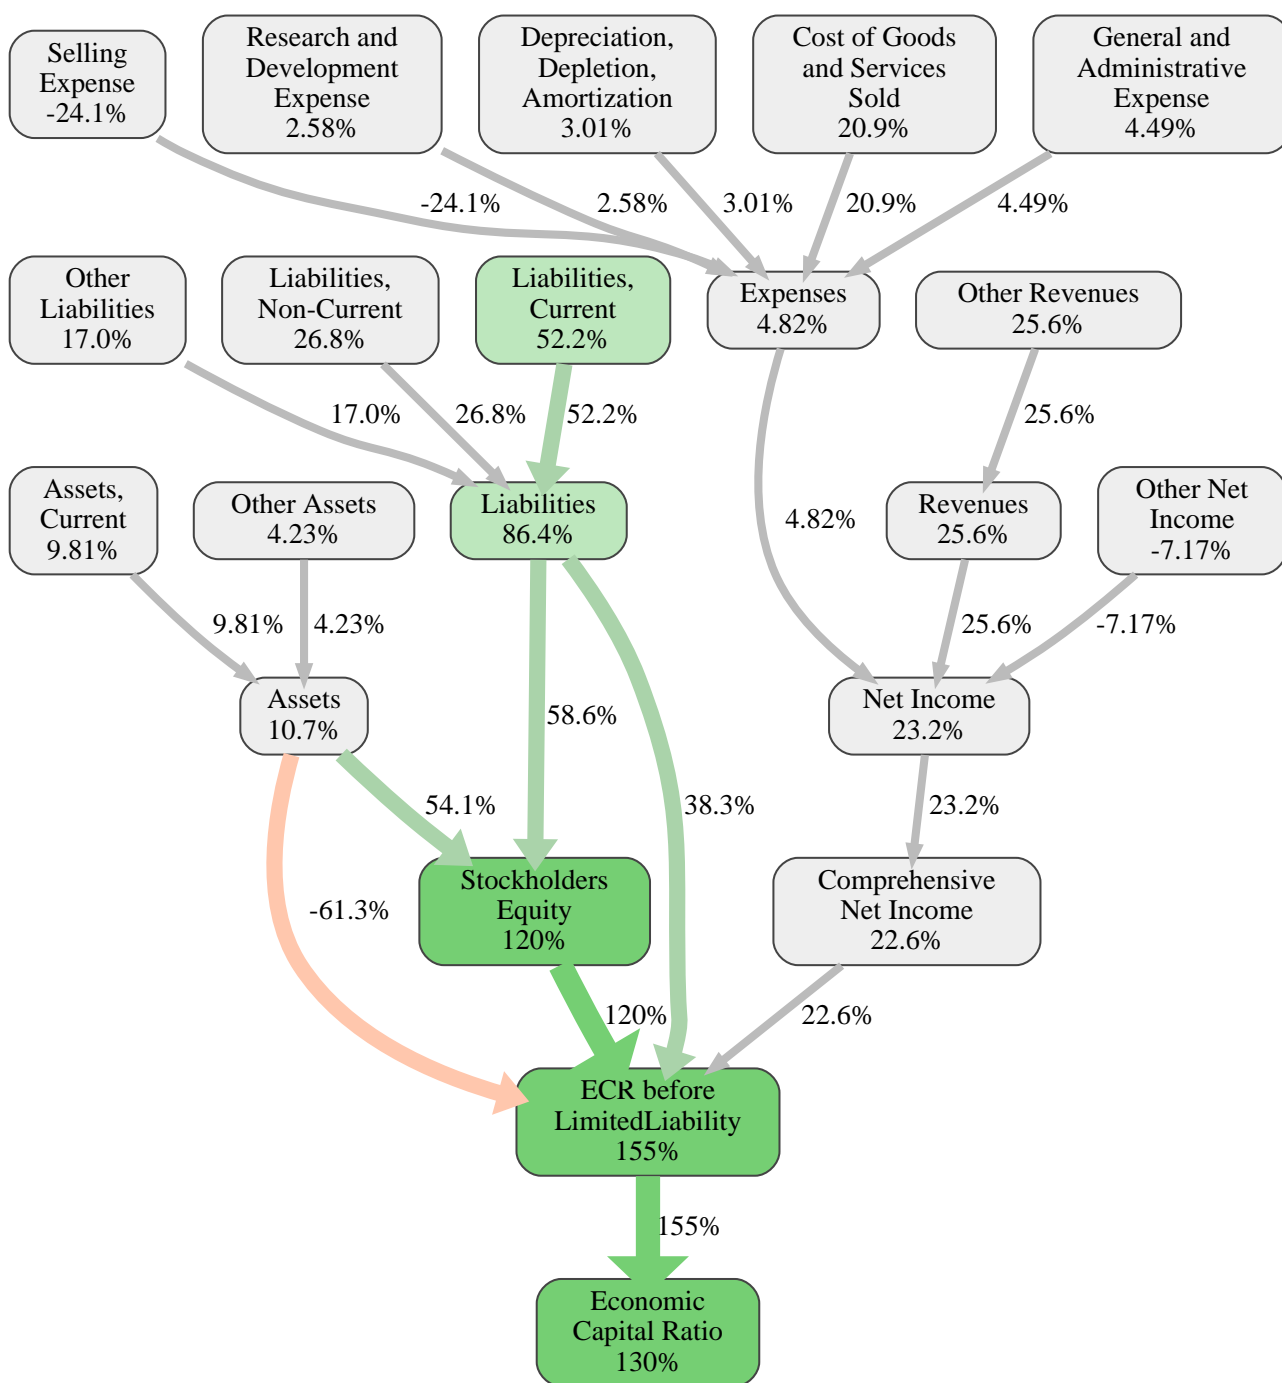 Selling
Expense
-24.1%
Research and
Development
Expense
2.58%
Depreciation,
Depletion,
Amortization
3.01%
Cost of Goods
and Services
Sold
20.9%
General and
Administrative
Expense
4.49%
-24.1%
2.58%
3.01%
20.9%
4.49%
Other
Liabilities
17.0%
Liabilities,
Non-Current
26.8%
Liabilities,
Current
52.2%
Expenses
4.82%
Other Revenues
25.6%
17.0%
26.8%
52.2%
25.6%
Assets,
Current
9.81%
Other Assets
4.23%
Liabilities
86.4%
4.82%
Revenues
25.6%
Other Net
Income
-7.17%
9.81%
4.23%
25.6%
-7.17%
Assets
10.7%
58.6%
Net Income
23.2%
54.1%
38.3%
23.2%
-61.3%
Stockholders
Equity
120%
Comprehensive
Net Income
22.6%
120%
22.6%
ECR before
LimitedLiability
155%
155%
Economic
Capital Ratio
130%